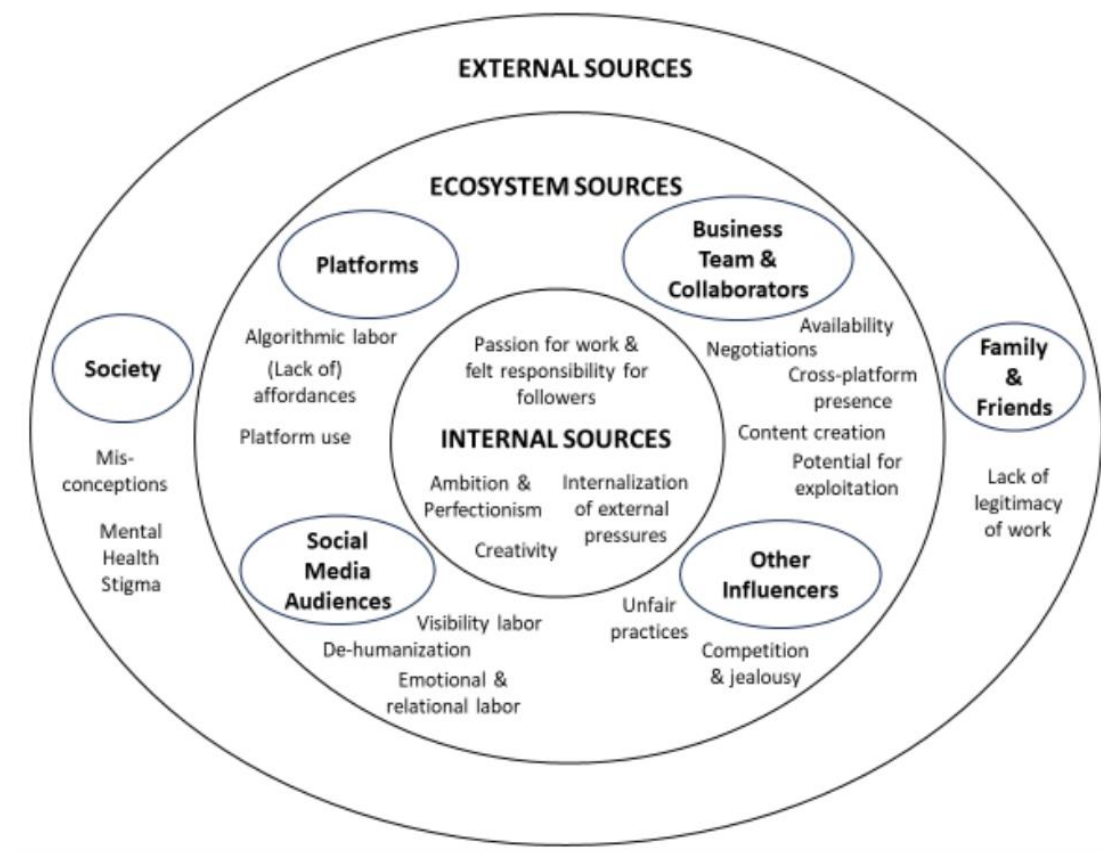 EXTERNAL SOURCES
ECOSYSTEM SOURCES
Platforms
Algorithmic labor
(Lack of)
affordances
Platform use
Business
Team &
Collaborators
Availability
Negotiations
Cross-platform
presence
Content creation
Potential for
exploitation
Society
Mis-
conceptions
Mental
Health
Stigma
Passion for work &
felt responsibility for
followers
INTERNAL SOURCES
Ambition &
Perfectionism
Internalization
of external
pressures
Creativity
Family
&
Friends
Lack of
legitimacy
of work
Social
Media
Audiences
Visibility labor
De-humanization
Emotional &
relational labor
Other
Influencers
Unfair
practices
Competition
& jealousy